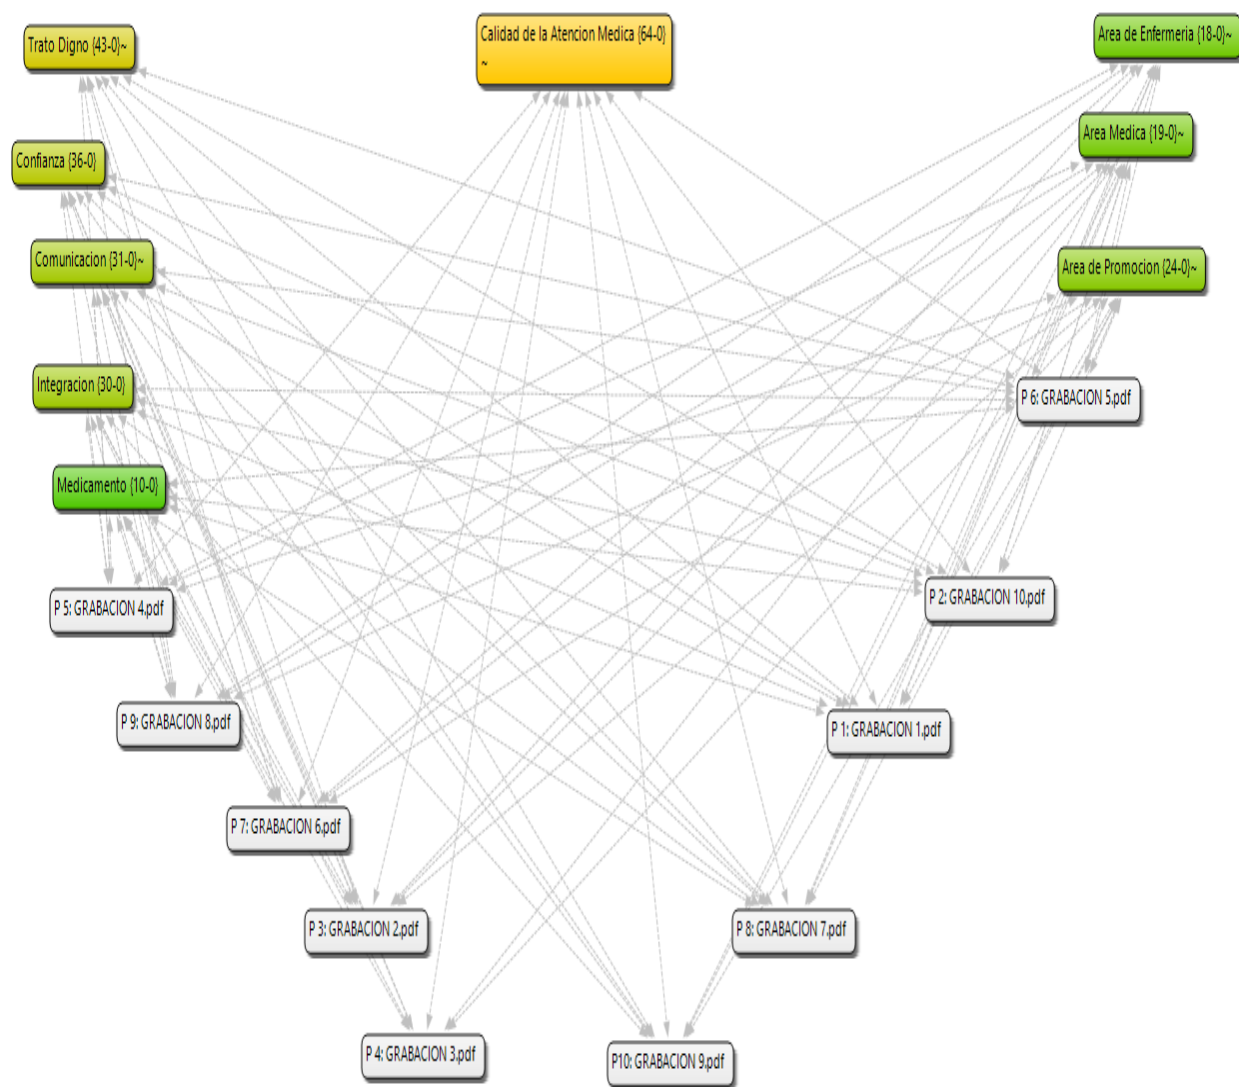 Trato Digno {43-0}~
Calidad de la Atencion Medica {64-0}
~
Area de Enfermeria {18-0}~
Area Medica {19-0}~
Confianza {36-0}
Comunicacion {31-0}~
Area de Promocion {24-0}~
Integracion {30-0}
P 6: GRABACION 5.pdf
Medicamento {10-0}
P 5: GRABACION 4.pdf
P 2: GRABACION 10.pdf
P 9: GRABACION 8.pdf
P 1: GRABACION 1.pdf
P 7: GRABACION 6.pdf
P 3: GRABACION 2.pdf
P 8: GRABACION 7.pdf
P 4: GRABACION 3.pdf
P10: GRABACION 9.pdf